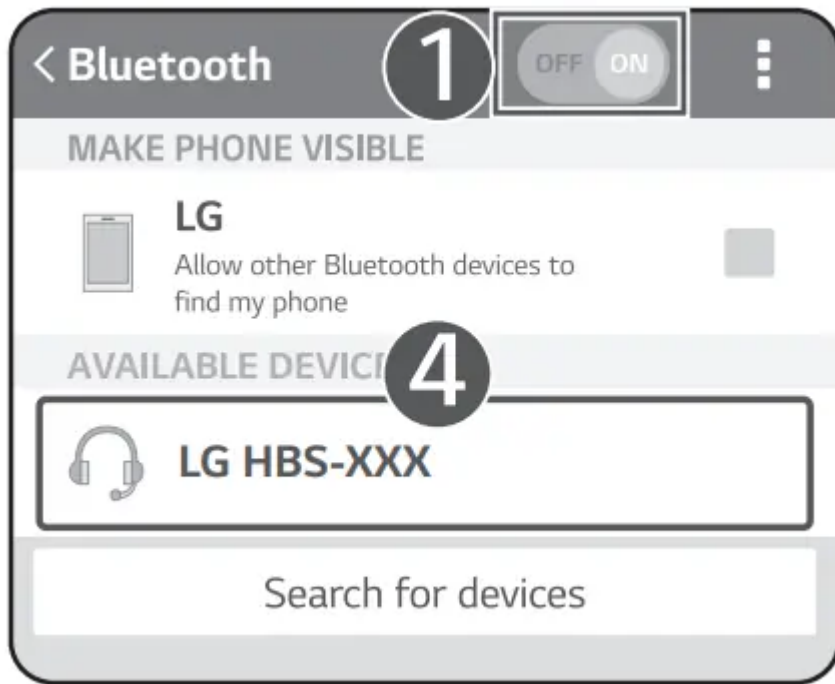 < Bluetooth 1 OFF ON
MAKE PHONE VISIBLE
LG
Allow other Bluetooth devices to
find my phone
AVAILABLE 4
LG HBS-XXX
Search for devices